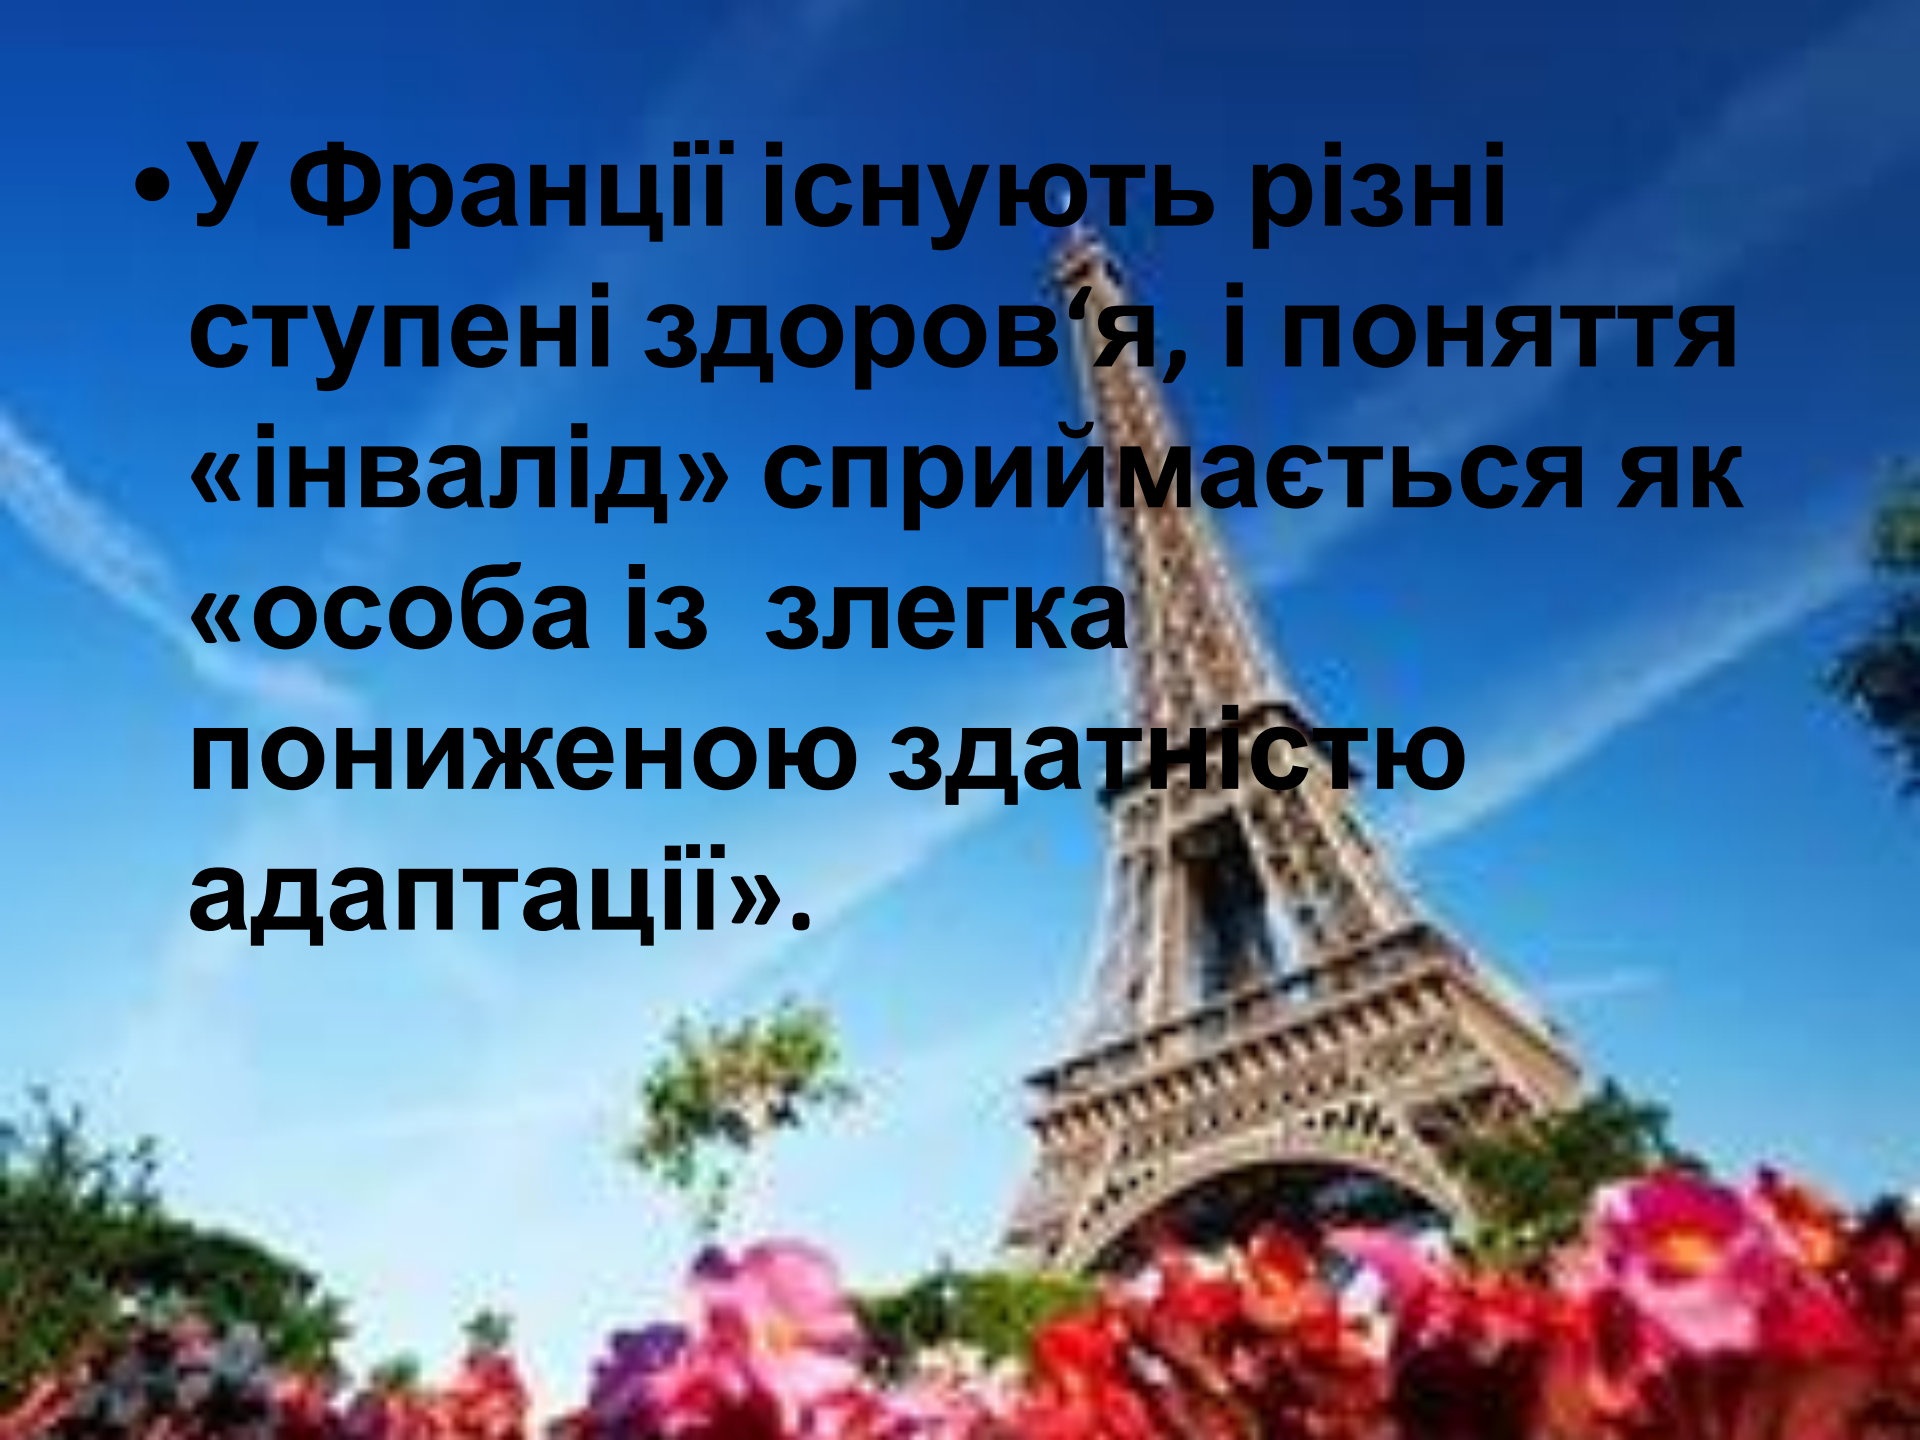 •У Франції існують різні
ступені здоров‘я, і поняття
«інвалід» сприймається як
«особа із  злегка
пониженою здатністю
адаптації».